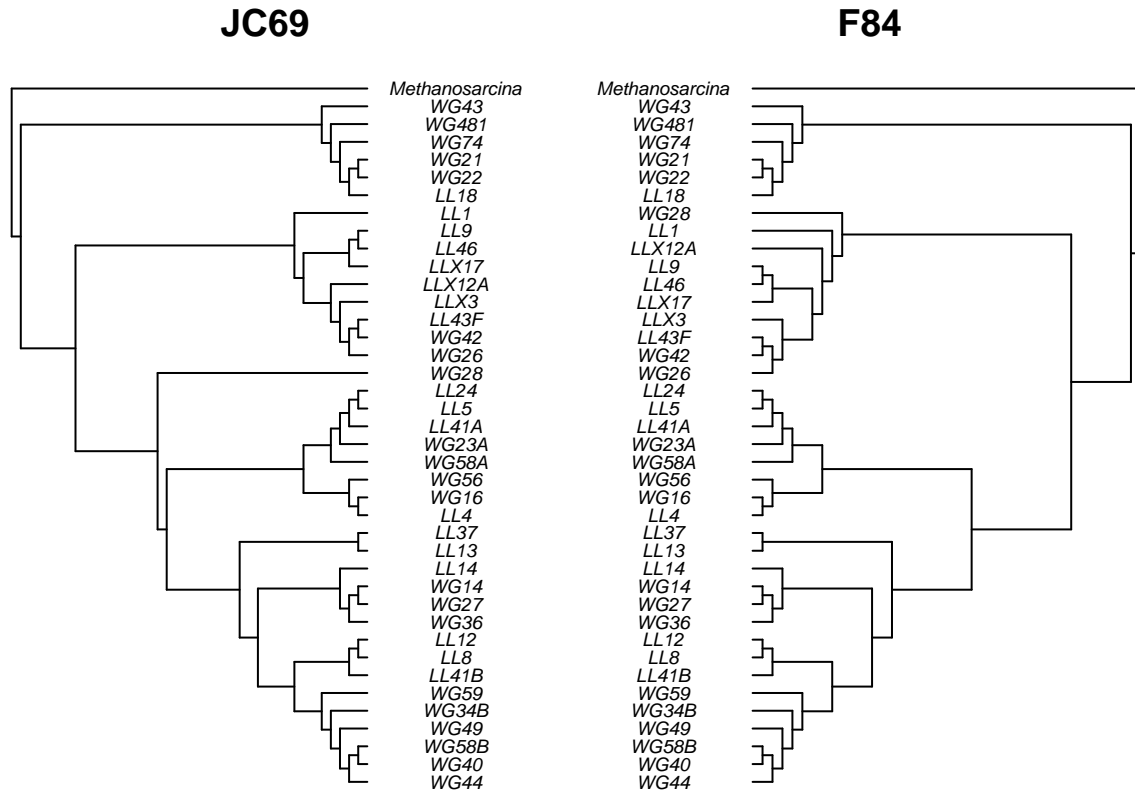 JC69
F84
Methanosarcina Methanosarcina
WG43 WG43
WG481 WG481
WG74 WG74
WG21 WG21
WG22 WG22
LL18 LL18
LL1 WG28
LL9 LL1
LL46 LLX12A
LLX17 LL9
LLX12A LL46
LLX3 LLX17
LL43F LLX3
WG42 LL43F
WG26 WG42
WG28 WG26
LL24 LL24
LL5 LL5
LL41A LL41A
WG23A WG23A
WG58A WG58A
WG56 WG56
WG16 WG16
LL4 LL4
LL37 LL37
LL13 LL13
LL14 LL14
WG14 WG14
WG27 WG27
WG36 WG36
LL12 LL12
LL8 LL8
LL41B LL41B
WG59 WG59
WG34B WG34B
WG49 WG49
WG58B WG58B
WG40 WG40
WG44 WG44